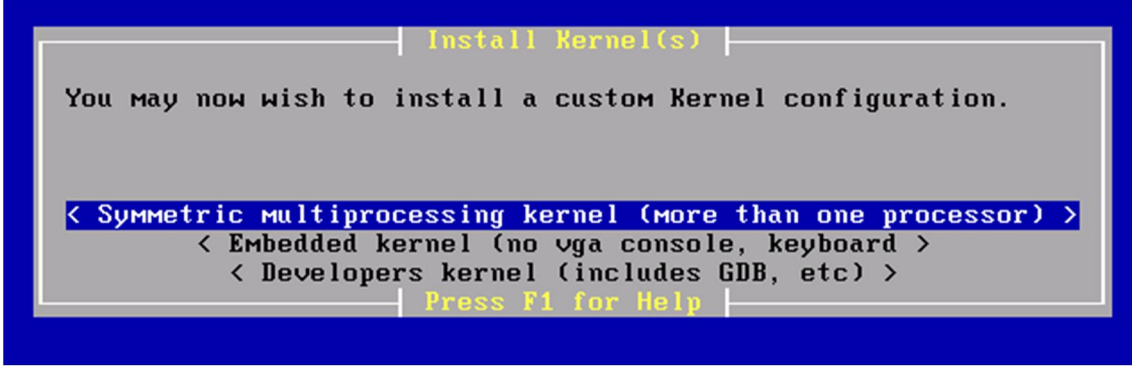 Install Kernel(s)
You may now wish to install a custom Kernel configuration.
< Symmetric multiprocessing kernel (more than one processor) >
< Embedded kernel (no vga console, keyboard >
< Developers kernel (includes GDB, etc) >
Press F1 for Help